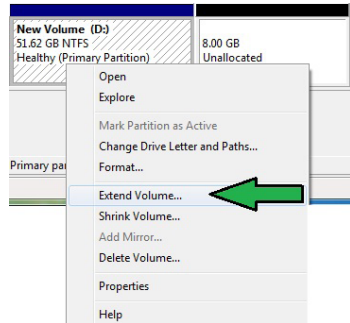 New Volume (D:)
51.62 GB NTFS
Healthy (Primary Partition)
8.00 GB
Unallocated
Open
Explore
Mark Partition as Active
Change Drive Letter and Paths...
Format...
Primary par
Extend Volume...
Shrink Volume...
Add Mirror...
Delete Volume...
Properties
Help